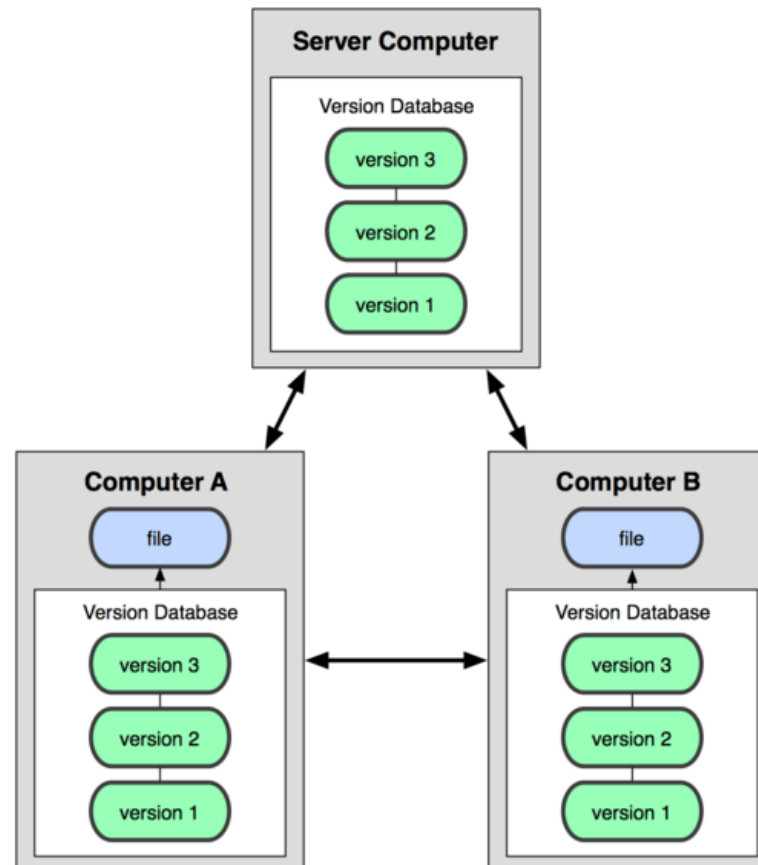 Server Computer
Version Database
version 3
version 2
version 1
Computer A
file
Version Database
version 3
version 2
version 1
Computer B
file
Version Database
version 3
version 2
version 1